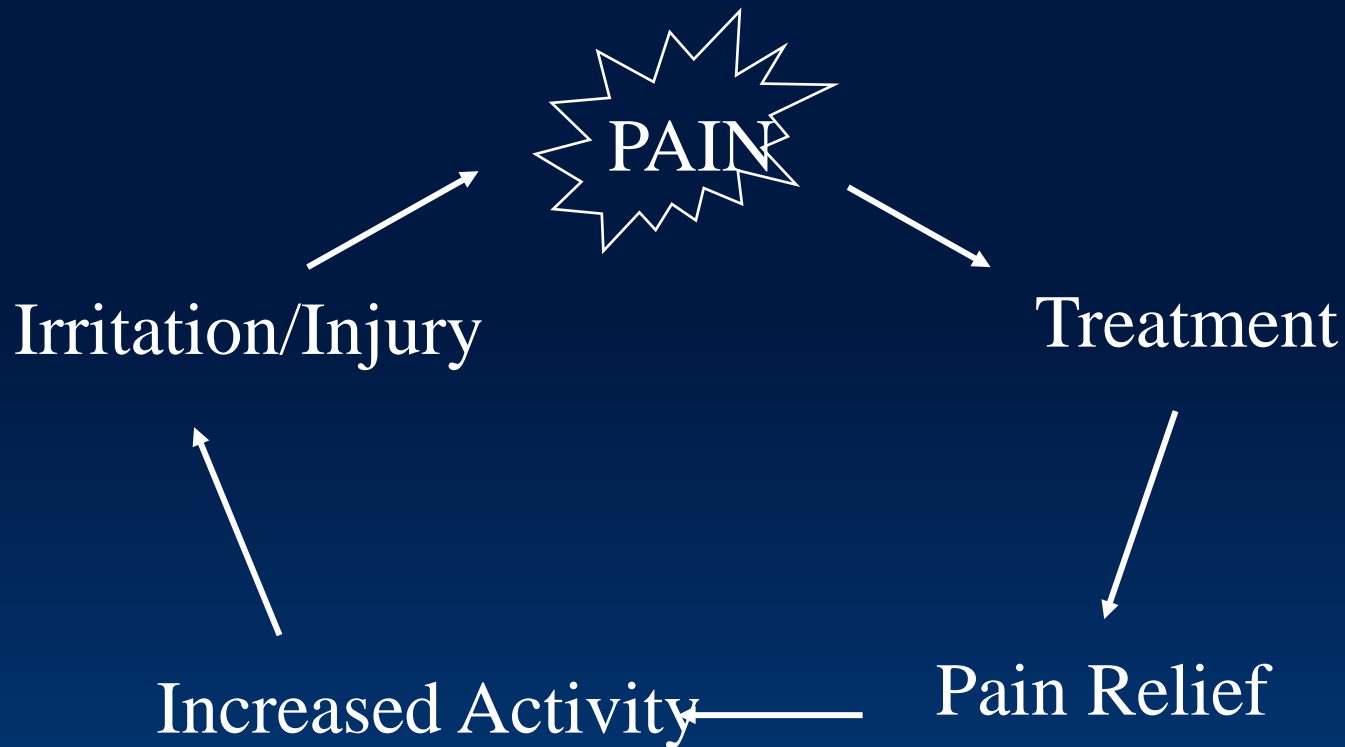 PAIN
Irritation/Injury
Treatment
Increased Activity
Pain Relief